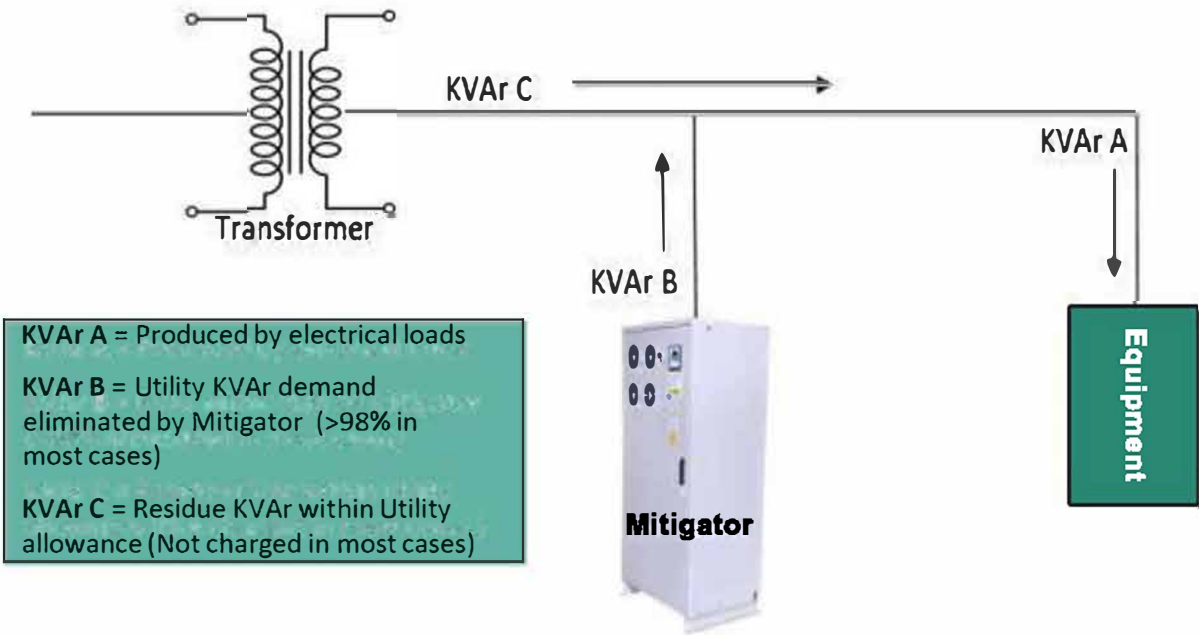 KVAr C
KVAr A
Transformer
KVAr B
KVAr A = Produced by electrical loads
KVAr B = Utility KVAr demand
eliminated by Mitigator (>98% in
most cases)
KVAr C = Residue KVAr within Utility
allowance (Not charged in most cases)
Equipment
Mitigator